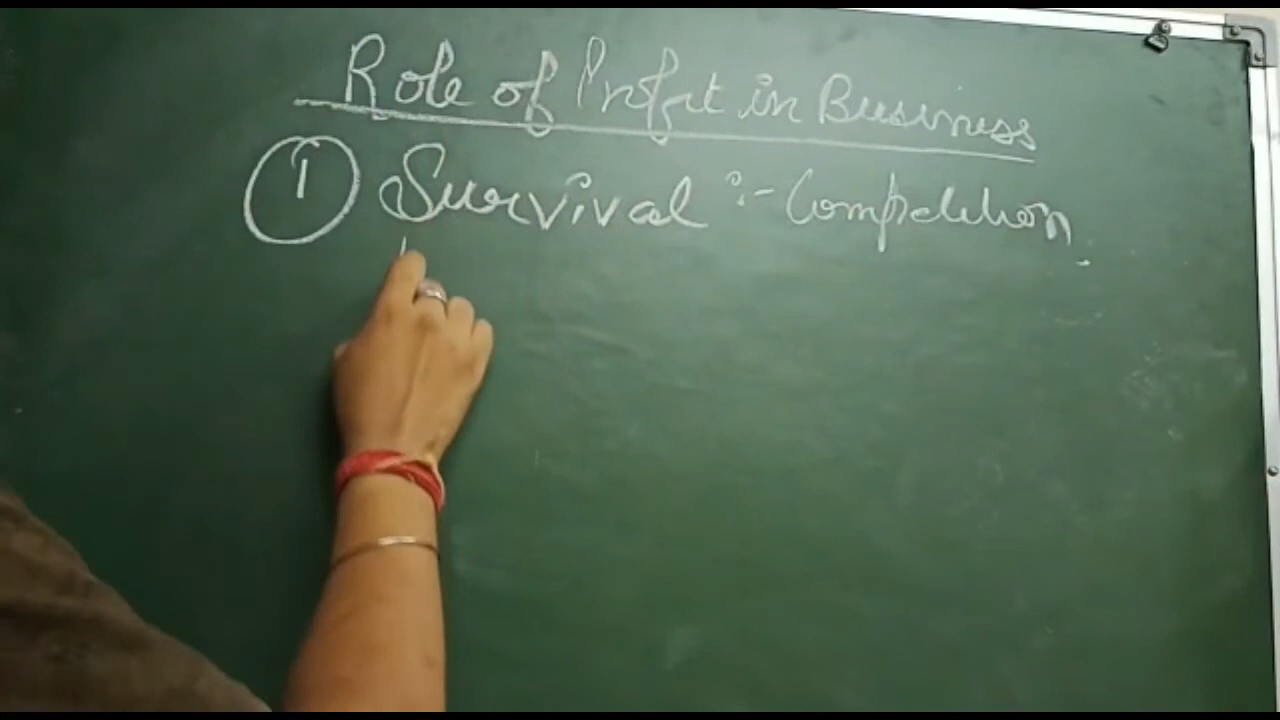 Role of Profit in Business
① Survival :- Competition